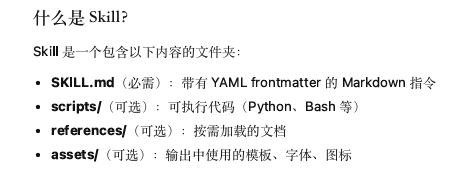 什么是 Skill?
Skill 是一个包含以下内容的文件夹：
• SKILL.md（必需）：带有 YAML frontmatter 的 Markdown 指令
• scripts/（可选）：可执行代码（Python、Bash 等）
• references/（可选）：按需加载的文档
• assets/（可选）：输出中使用的模板、字体、图标